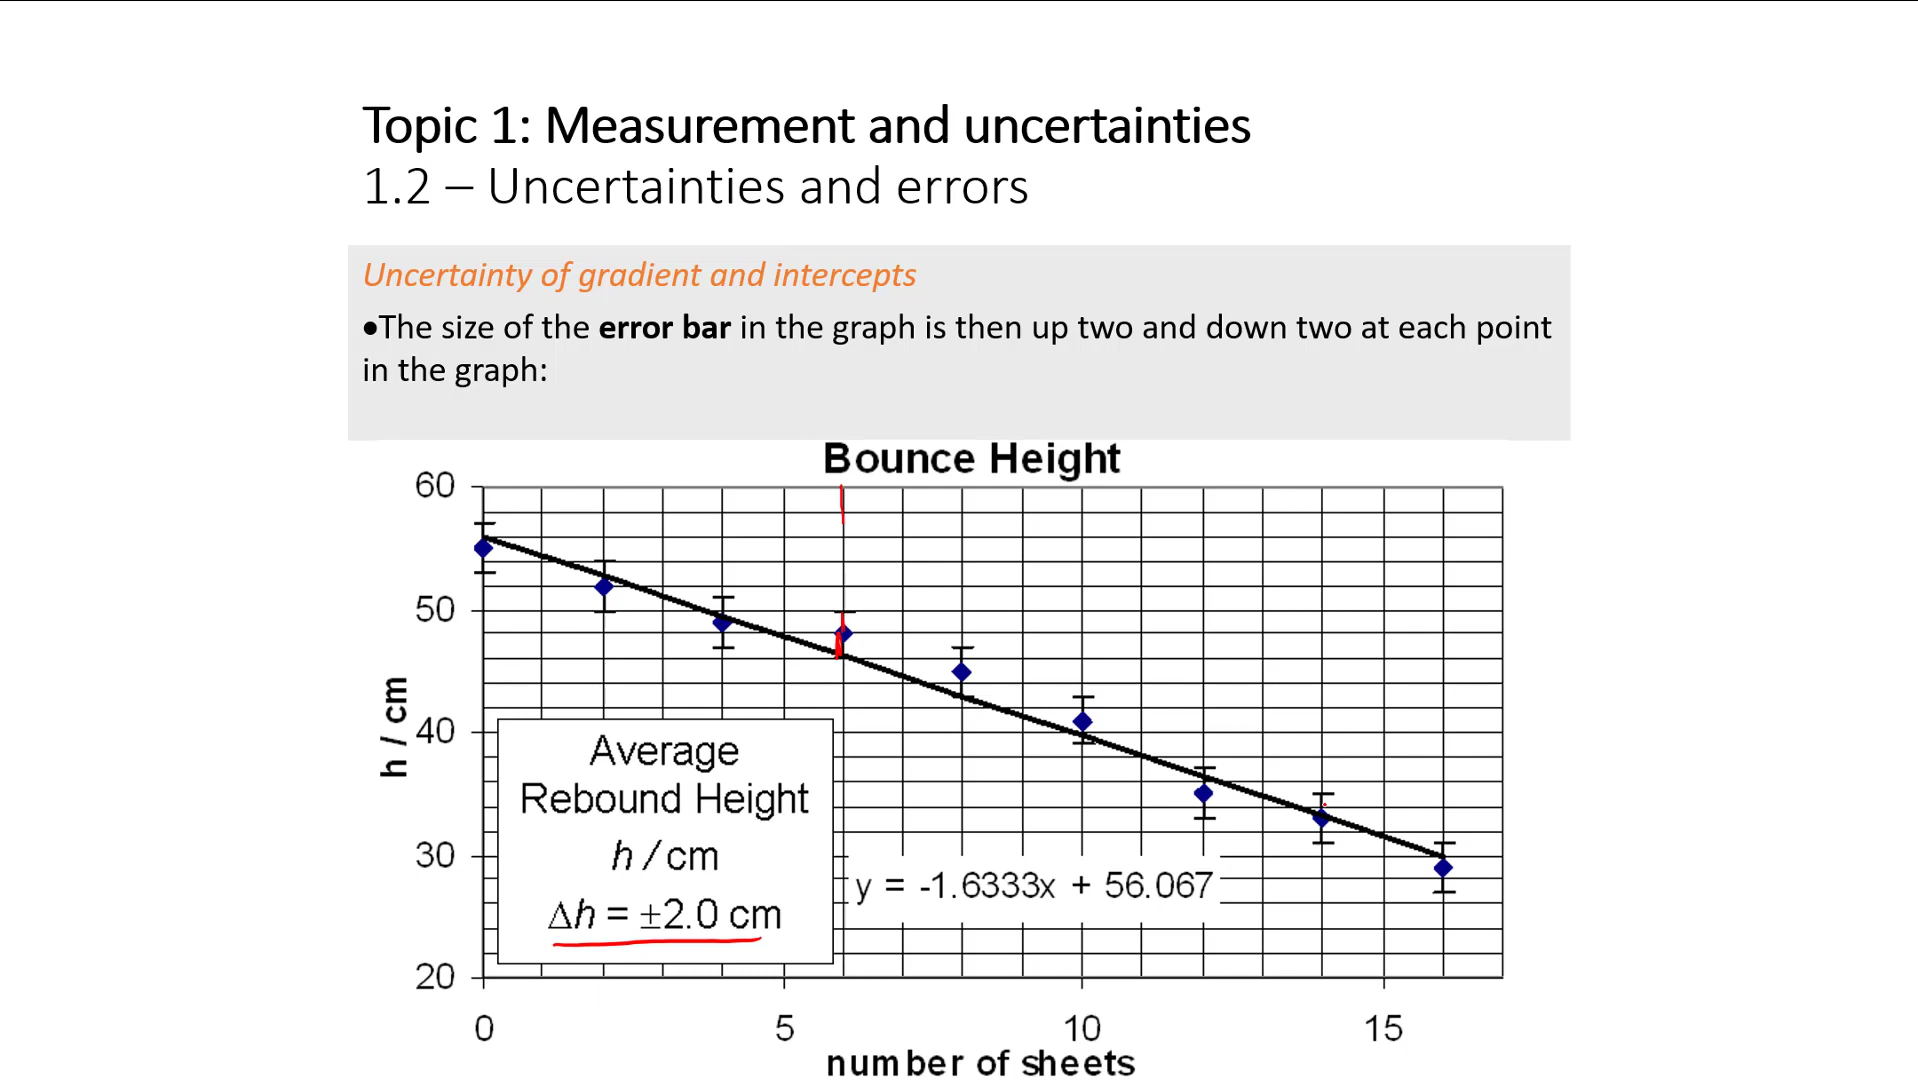 Topic 1: Measurement and uncertainties
1.2 – Uncertainties and errors
Uncertainty of gradient and intercepts
•The size of the error bar in the graph is then up two and down two at each point
in the graph:
Bounce Height
60
50
40
30
20
h / cm
Average
Rebound Height
h / cm
Δh = ±2.0 cm
y = -1.6333x + 56.067
0 5 10 15
number of sheets